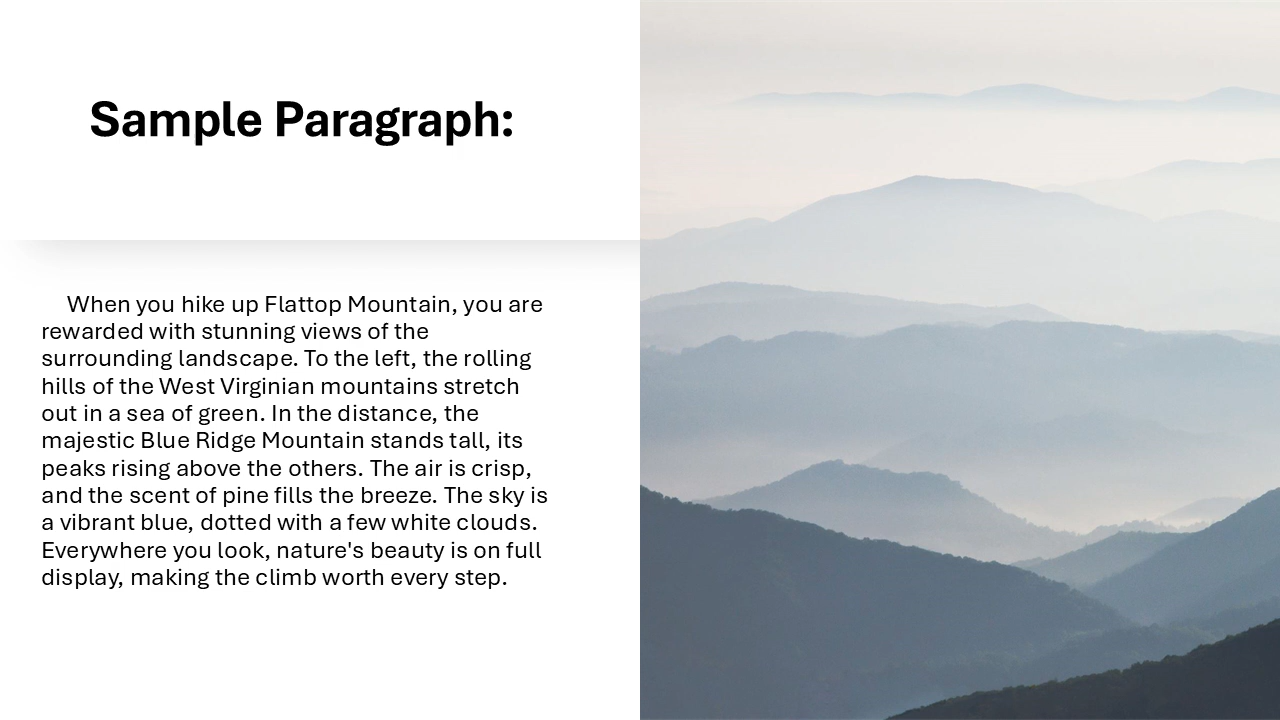 Sample Paragraph:
When you hike up Flattop Mountain, you are
rewarded with stunning views of the
surrounding landscape. To the left, the rolling
hills of the West Virginian mountains stretch
out in a sea of green. In the distance, the
majestic Blue Ridge Mountain stands tall, its
peaks rising above the others. The air is crisp,
and the scent of pine fills the breeze. The sky is
a vibrant blue, dotted with a few white clouds.
Everywhere you look, nature's beauty is on full
display, making the climb worth every step.